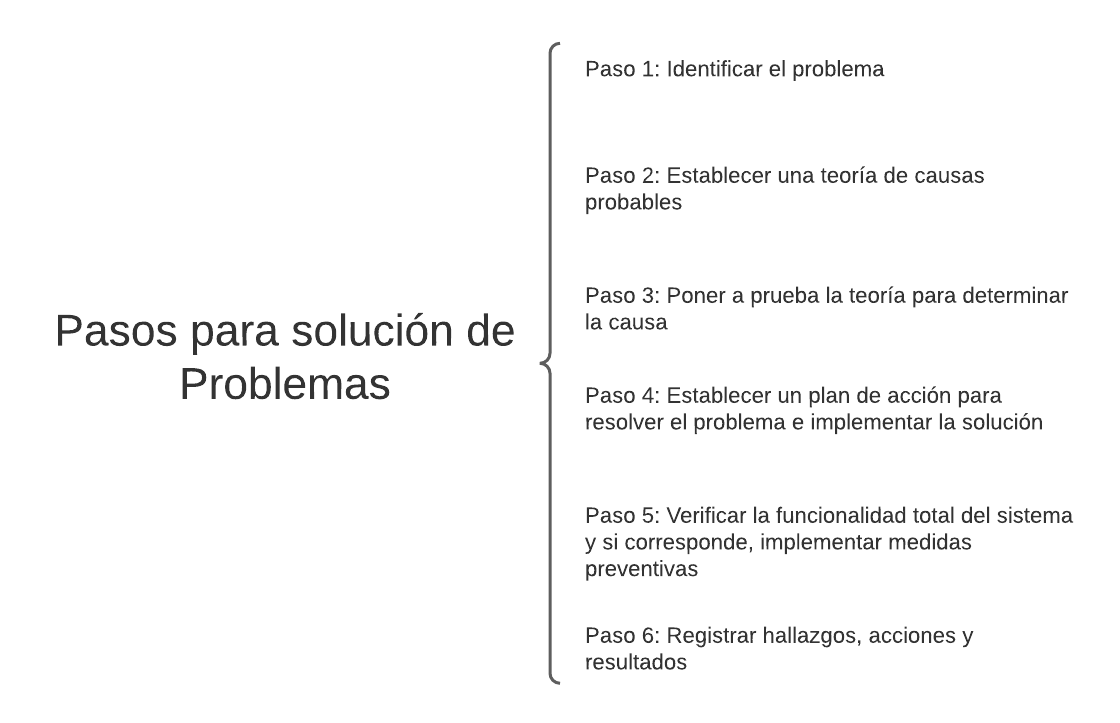 Pasos para solución de
Problemas
Paso 1: Identificar el problema
Paso 2: Establecer una teoría de causas
probables
Paso 3: Poner a prueba la teoría para determinar
la causa
Paso 4: Establecer un plan de acción para
resolver el problema e implementar la solución
Paso 5: Verificar la funcionalidad total del sistema
y si corresponde, implementar medidas
preventivas
Paso 6: Registrar hallazgos, acciones y
resultados